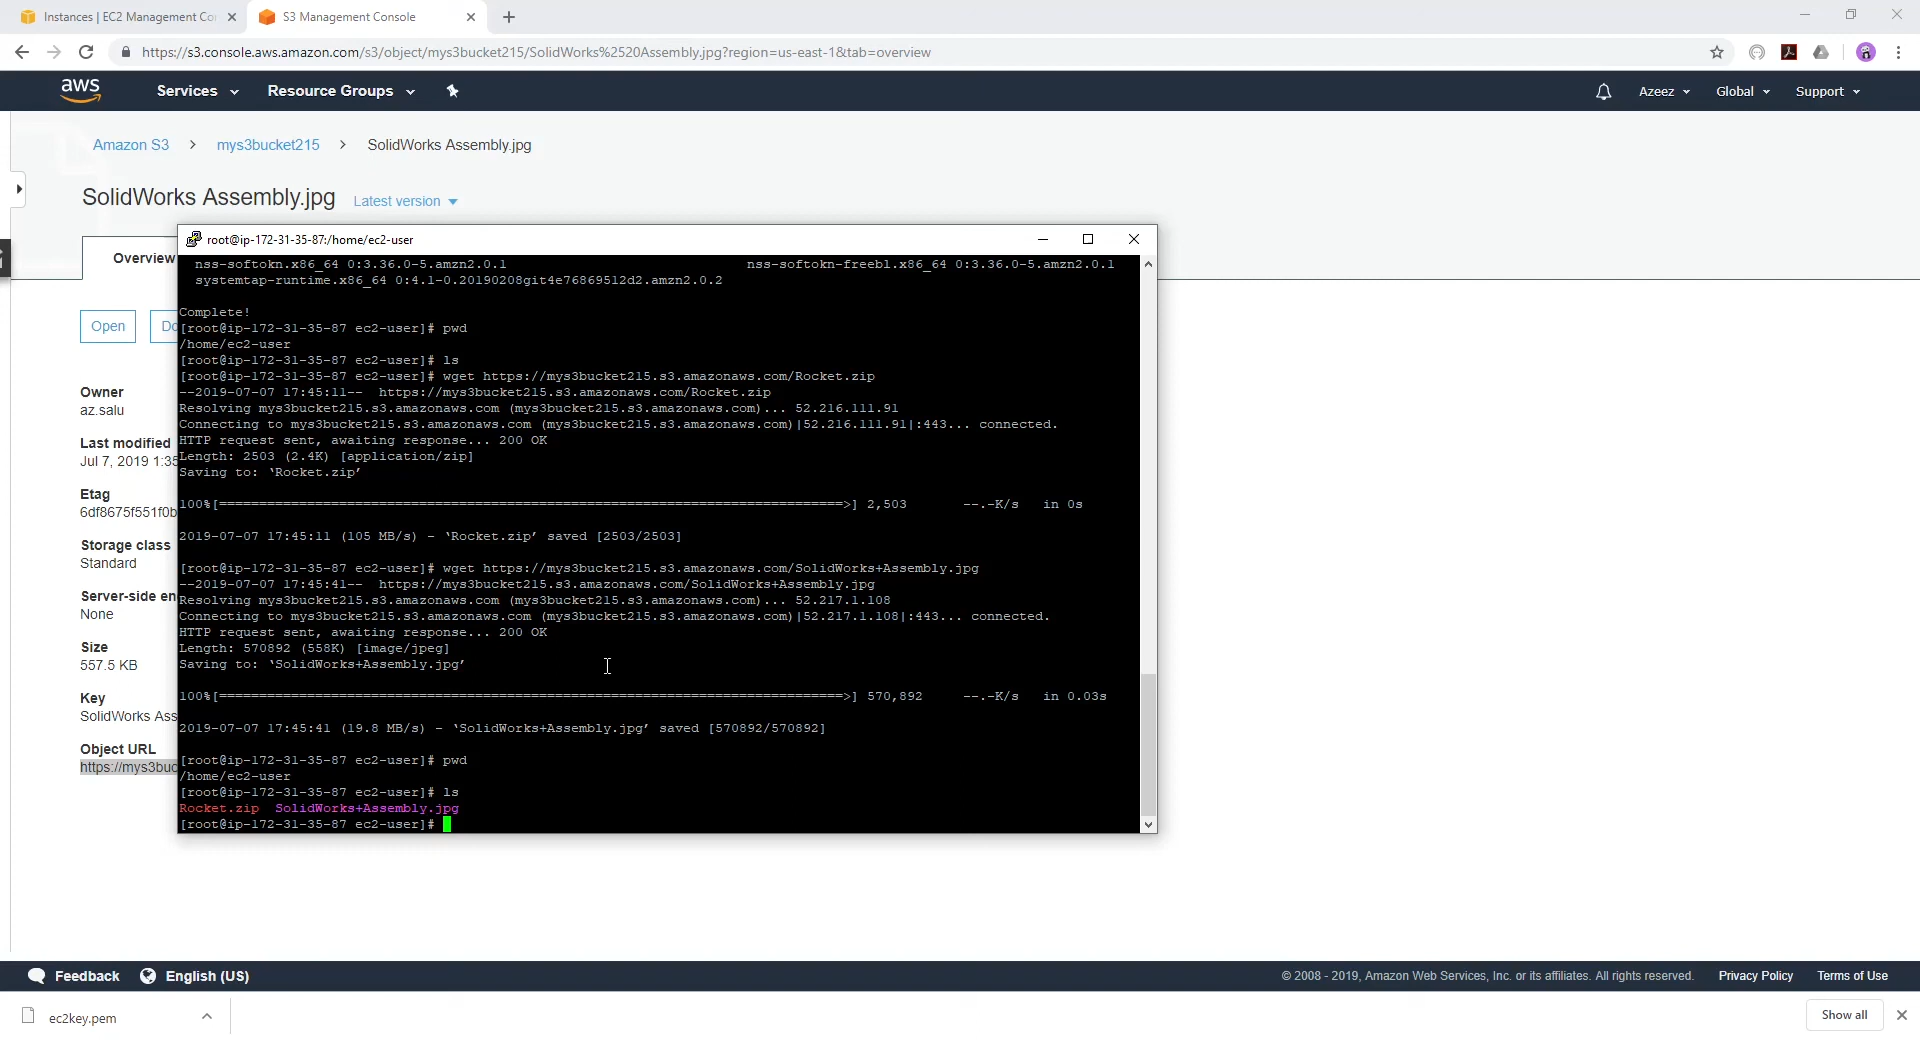 Instances | EC2 Management Co
S3 Management Console
https://s3.console.aws.amazon.com/s3/object/mys3bucket215/SolidWorks%2520Assembly.jpg?region=us-east-1&tab=overview
aws Services Resource Groups Azeez Global Support
Amazon S3 > mys3bucket215 > SolidWorks Assembly.jpg
SolidWorks Assembly.jpg Latest version
Overview
Open Do
Owner
az.salu
Last modified
Jul 7, 2019 1:35
Etag
6df8675f551f0b
Storage class
Standard
Server-side en
None
Size
557.5 KB
Key
SolidWorks Ass
Object URL
https://mys3buc
root@ip-172-31-35-87:/home/ec2-user
nss-softokn.x86_64 0:3.36.0-5.amzn2.0.1 nss-softokn-freebl.x86_64 0:3.36.0-5.amzn2.0.1
systemtap-runtime.x86_64 0:4.1-0.20190208git4e76869512d2.amzn2.0.2
Complete!
[root@ip-172-31-35-87 ec2-user]# pwd
/home/ec2-user
[root@ip-172-31-35-87 ec2-user]# ls
[root@ip-172-31-35-87 ec2-user]# wget https://mys3bucket215.s3.amazonaws.com/Rocket.zip
--2019-07-07 17:45:11-- https://mys3bucket215.s3.amazonaws.com/Rocket.zip
Resolving mys3bucket215.s3.amazonaws.com (mys3bucket215.s3.amazonaws.com)... 52.216.111.91
Connecting to mys3bucket215.s3.amazonaws.com (mys3bucket215.s3.amazonaws.com)|52.216.111.91|:443... connected.
HTTP request sent, awaiting response... 200 OK
Length: 2503 (2.4K) [application/zip]
Saving to: ‘Rocket.zip’
100%[==============================================================================>] 2,503 --.-K/s in 0s
2019-07-07 17:45:11 (105 MB/s) - ‘Rocket.zip’ saved [2503/2503]
[root@ip-172-31-35-87 ec2-user]# wget https://mys3bucket215.s3.amazonaws.com/SolidWorks+Assembly.jpg
--2019-07-07 17:45:41-- https://mys3bucket215.s3.amazonaws.com/SolidWorks+Assembly.jpg
Resolving mys3bucket215.s3.amazonaws.com (mys3bucket215.s3.amazonaws.com)... 52.217.1.108
Connecting to mys3bucket215.s3.amazonaws.com (mys3bucket215.s3.amazonaws.com)|52.217.1.108|:443... connected.
HTTP request sent, awaiting response... 200 OK
Length: 570892 (558K) [image/jpeg]
Saving to: ‘SolidWorks+Assembly.jpg’
100%[==============================================================================>] 570,892 --.-K/s in 0.03s
2019-07-07 17:45:41 (19.8 MB/s) - ‘SolidWorks+Assembly.jpg’ saved [570892/570892]
[root@ip-172-31-35-87 ec2-user]# pwd
/home/ec2-user
[root@ip-172-31-35-87 ec2-user]# ls
Rocket.zip SolidWorks+Assembly.jpg
[root@ip-172-31-35-87 ec2-user]#
Feedback English (US) © 2008 - 2019, Amazon Web Services, Inc. or its affiliates. All rights reserved. Privacy Policy Terms of Use
ec2key.pem Show all